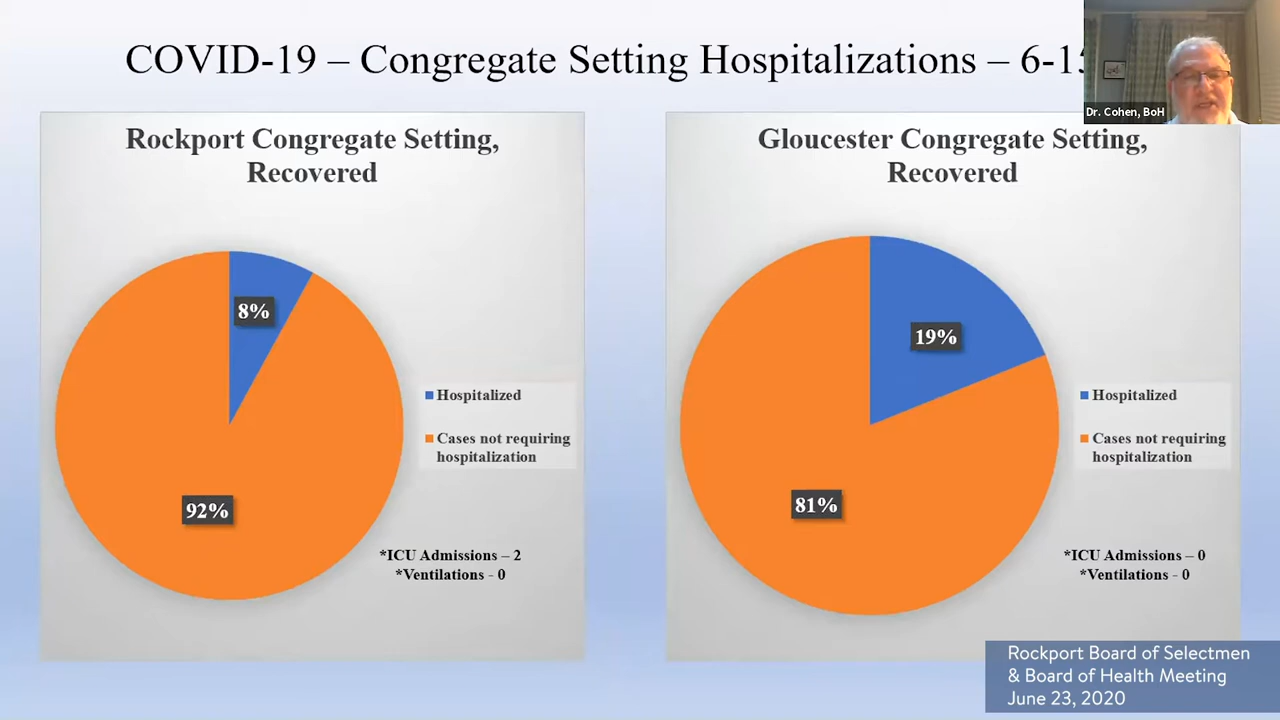 COVID-19 – Congregate Setting Hospitalizations – 6-15
Dr. Cohen, BoH
Rockport Congregate Setting,
Recovered
8%
92%
Hospitalized
Cases not requiring
hospitalization
*ICU Admissions – 2
*Ventilations - 0
Gloucester Congregate Setting,
Recovered
19%
81%
Hospitalized
Cases not requiring
hospitalization
*ICU Admissions – 0
*Ventilations - 0
Rockport Board of Selectmen
& Board of Health Meeting
June 23, 2020